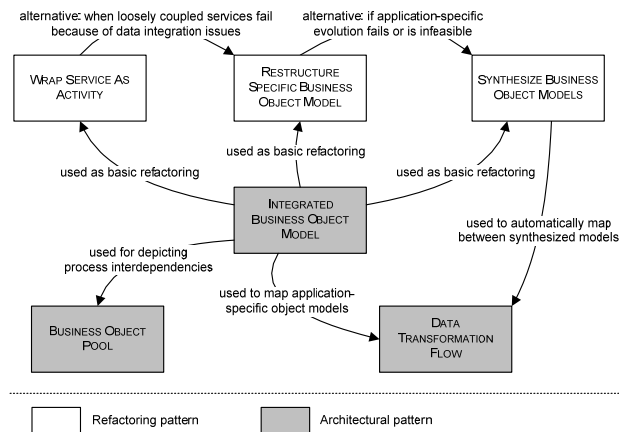 alternative: when loosely coupled services fail
because of data integration issues
alternative: if application-specific
evolution fails or is infeasible
WRAP SERVICE AS
ACTIVITY
RESTRUCTURE
SPECIFIC BUSINESS
OBJECT MODEL
SYNTHESIZE BUSINESS
OBJECT MODELS
used as basic refactoring
used as basic refactoring
used as basic refactoring
INTEGRATED
BUSINESS OBJECT
MODEL
used to automatically map
between synthesized models
used for depicting
process interdependencies
used to map application-
specific object models
BUSINESS OBJECT
POOL
DATA
TRANSFORMATION
FLOW
Refactoring pattern
Architectural pattern